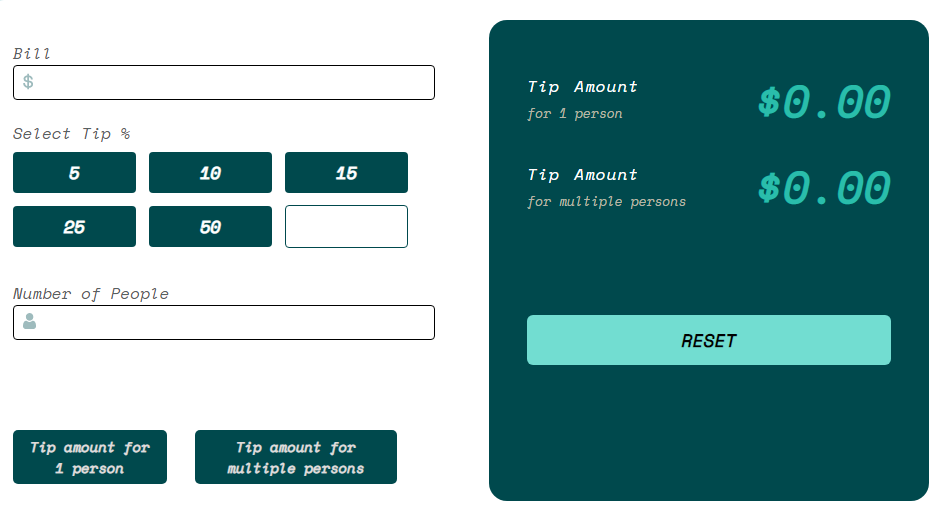 Bill
$
Select Tip %
5 10 15
25 50
Number of People
Tip amount for
1 person
Tip amount for
multiple persons
Tip Amount
for 1 person
$0.00
Tip Amount
for multiple persons
$0.00
RESET